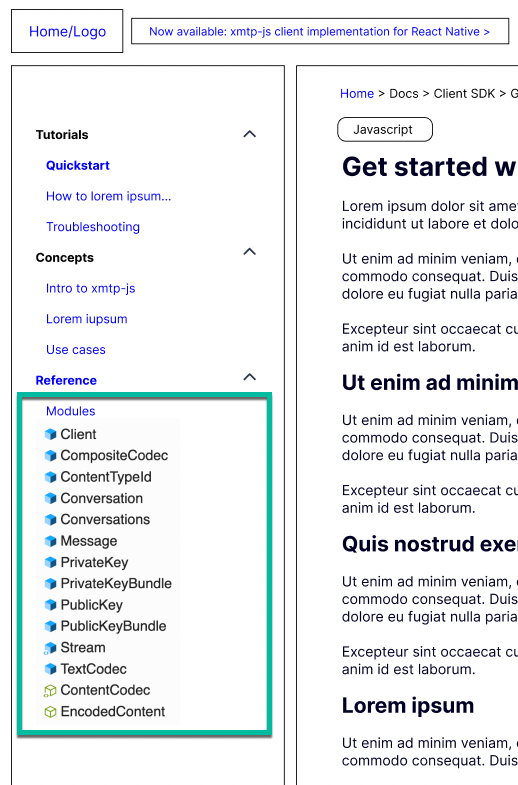 Home/Logo
Now available: xmtp-js client implementation for React Native >
Tutorials
Quickstart
How to lorem ipsum...
Troubleshooting
Concepts
Intro to xmtp-js
Lorem iupsum
Use cases
Reference
Modules
Client
CompositeCodec
ContentTypeId
Conversation
Conversations
Message
PrivateKey
PrivateKeyBundle
PublicKey
PublicKeyBundle
Stream
TextCodec
ContentCodec
EncodedContent
Home > Docs > Client SDK > G
Javascript
Get started w
Lorem ipsum dolor sit ame
incididunt ut labore et dolo
Ut enim ad minim veniam,
commodo consequat. Duis
dolore eu fugiat nulla paria
Excepteur sint occaecat cu
anim id est laborum.
Ut enim ad minim
Ut enim ad minim veniam,
commodo consequat. Duis
dolore eu fugiat nulla paria
Excepteur sint occaecat cu
anim id est laborum.
Quis nostrud exe
Ut enim ad minim veniam,
commodo consequat. Duis
dolore eu fugiat nulla paria
Excepteur sint occaecat cu
anim id est laborum.
Lorem ipsum
Ut enim ad minim veniam,
commodo consequat. Duis